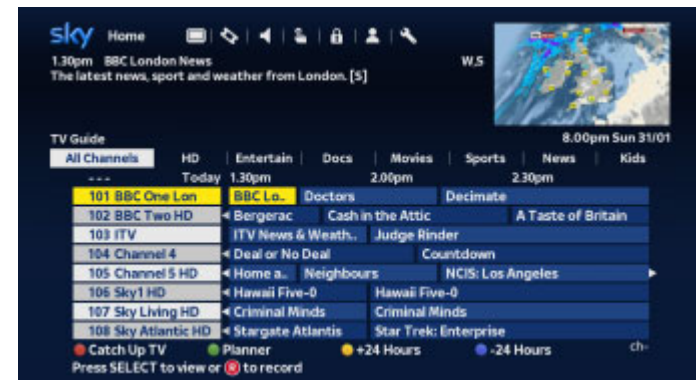 sky Home
1.30pm BBC London News W,S
The latest news, sport and weather from London. [S]
TV Guide 8.00pm Sun 31/01
All Channels HD Entertain Docs Movies Sports News Kids
--- Today 1.30pm 2.00pm 2.30pm
101 BBC One Lon BBC Lo.. Doctors Decimate
102 BBC Two HD Bergerac Cash in the Attic A Taste of Britain
103 ITV ITV News & Weath.. Judge Rinder
104 Channel 4 Deal or No Deal Countdown
105 Channel 5 HD Home a.. Neighbours NCIS: Los Angeles
106 Sky1 HD Hawaii Five-0 Hawaii Five-0
107 Sky Living HD Criminal Minds Criminal Minds
108 Sky Atlantic HD Stargate Atlantis Star Trek: Enterprise
Catch Up TV Planner +24 Hours -24 Hours ch-
Press SELECT to view or R to record